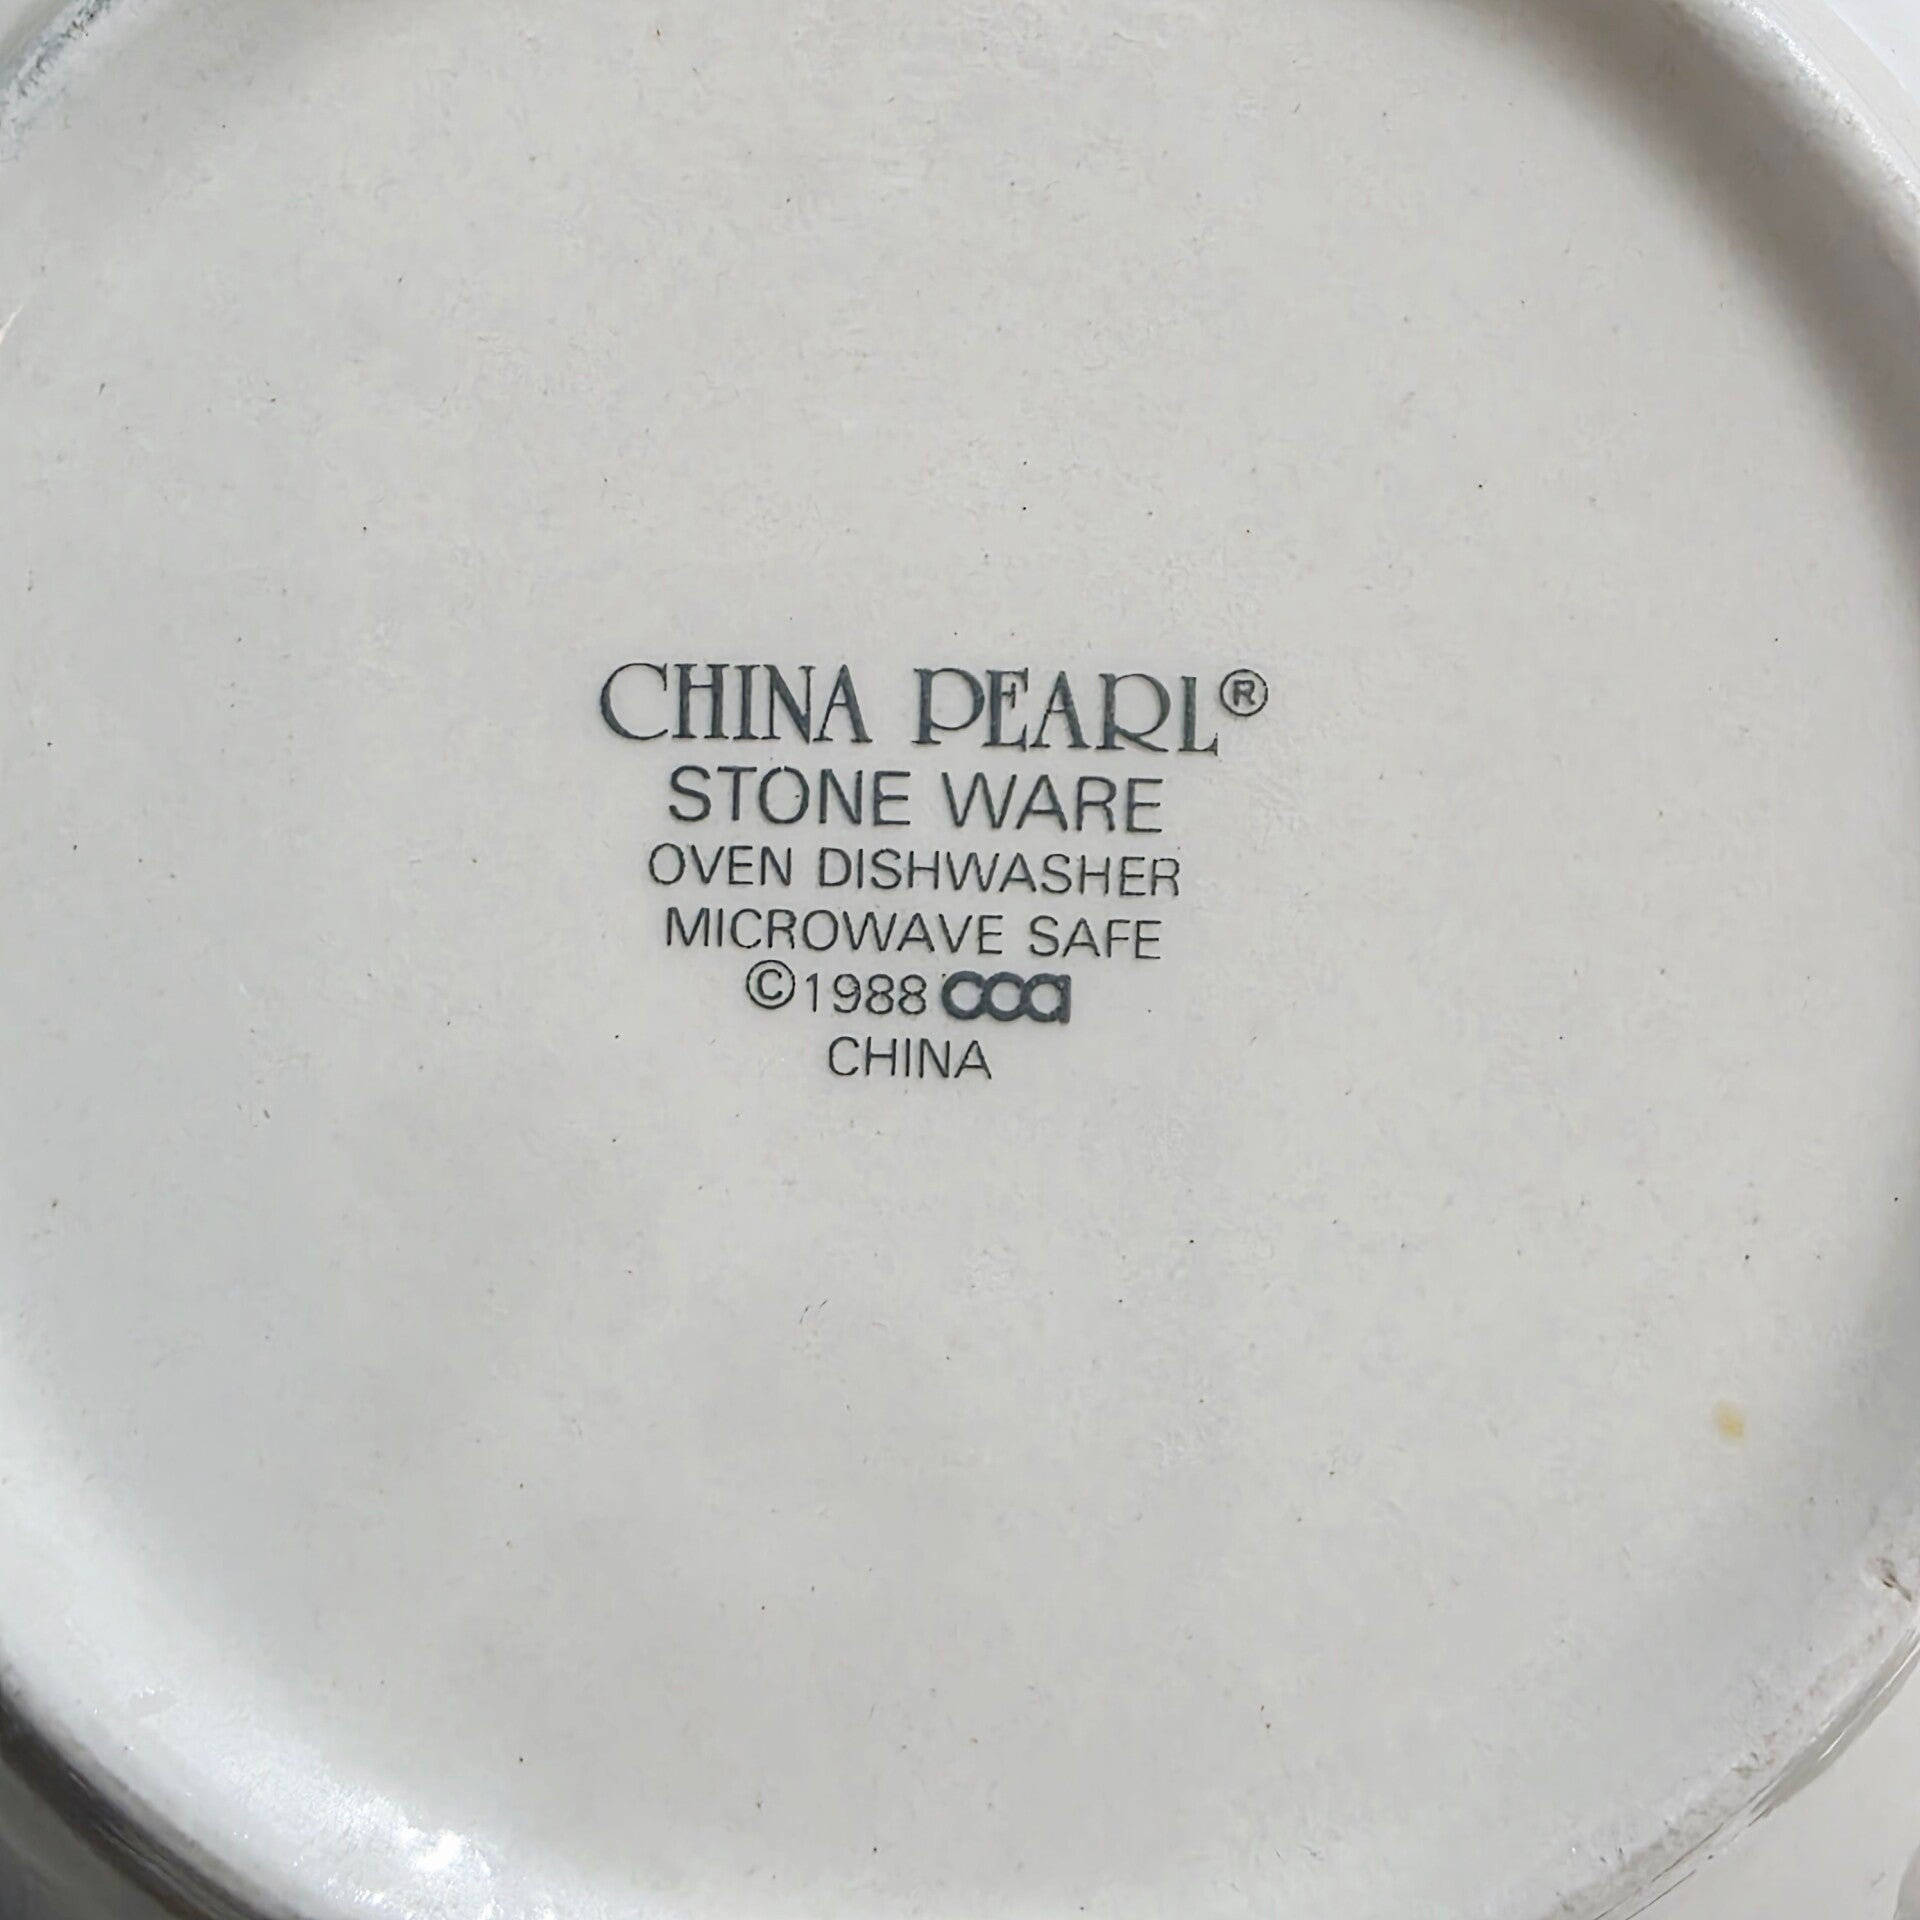 CHINA PEARL®
STONE WARE
OVEN DISHWASHER
MICROWAVE SAFE
©1988 cca
CHINA